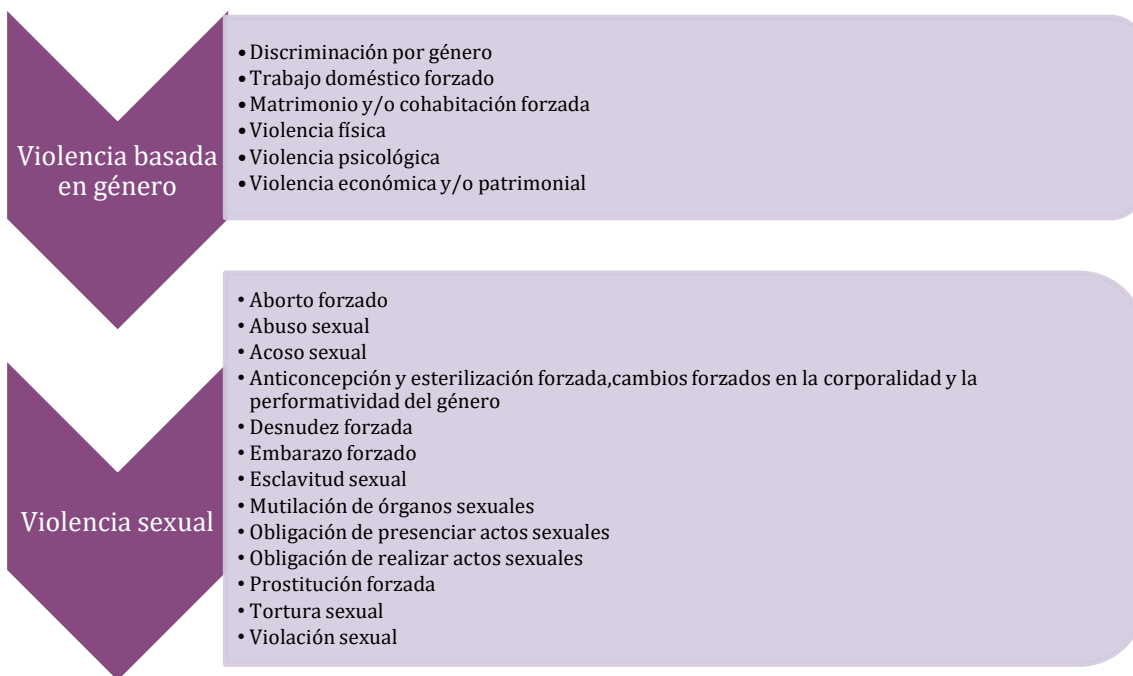 Violencia basada
en género
• Discriminación por género
• Trabajo doméstico forzado
• Matrimonio y/o cohabitación forzada
• Violencia física
• Violencia psicológica
• Violencia económica y/o patrimonial
Violencia sexual
• Aborto forzado
• Abuso sexual
• Acoso sexual
• Anticoncepción y esterilización forzada,cambios forzados en la corporalidad y la
performatividad del género
• Desnudez forzada
• Embarazo forzado
• Esclavitud sexual
• Mutilación de órganos sexuales
• Obligación de presenciar actos sexuales
• Obligación de realizar actos sexuales
• Prostitución forzada
• Tortura sexual
• Violación sexual